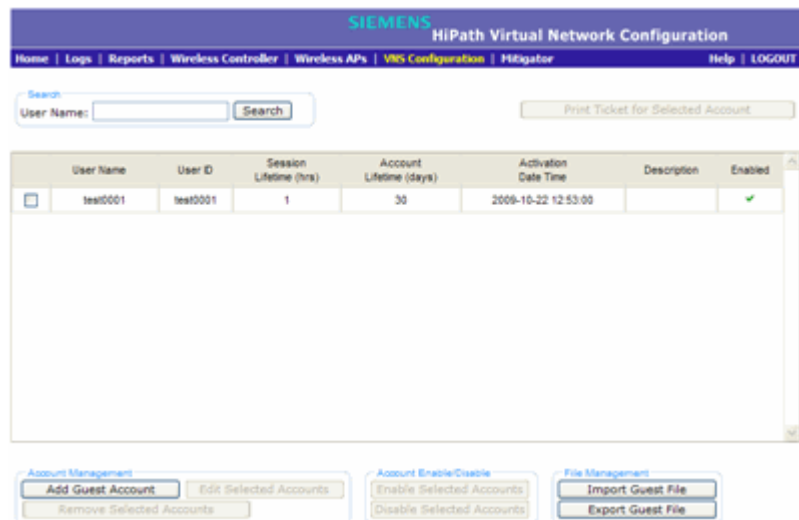 SIEMENS
HiPath Virtual Network Configuration
Home | Logs | Reports | Wireless Controller | Wireless APs | VNS Configuration | Mitigator Help | LOGOUT
Search
User Name: Search Print Ticket for Selected Account
User Name User ID Session Lifetime (hrs) Account Lifetime (days) Activation Date Time Description Enabled
test0001 test0001 1 30 2009-10-22 12:53:00
Account Management Account Enable/Disable File Management
Add Guest Account Edit Selected Accounts Enable Selected Accounts Import Guest File
Remove Selected Accounts Disable Selected Accounts Export Guest File